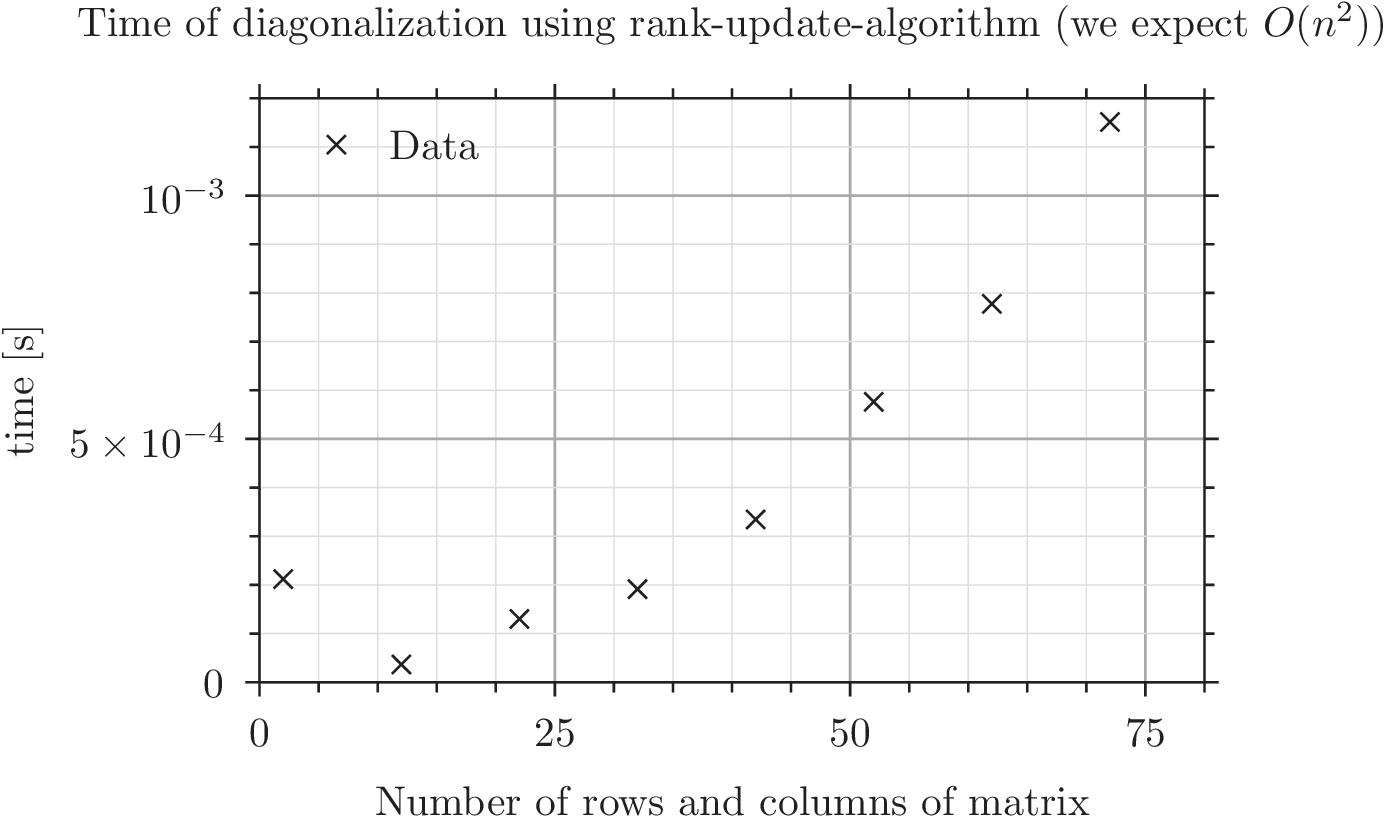 Time of diagonalization using rank-update-algorithm (we expect O(n²))
Data
10⁻³
5 × 10⁻⁴
0
time [s]
0 25 50 75
Number of rows and columns of matrix